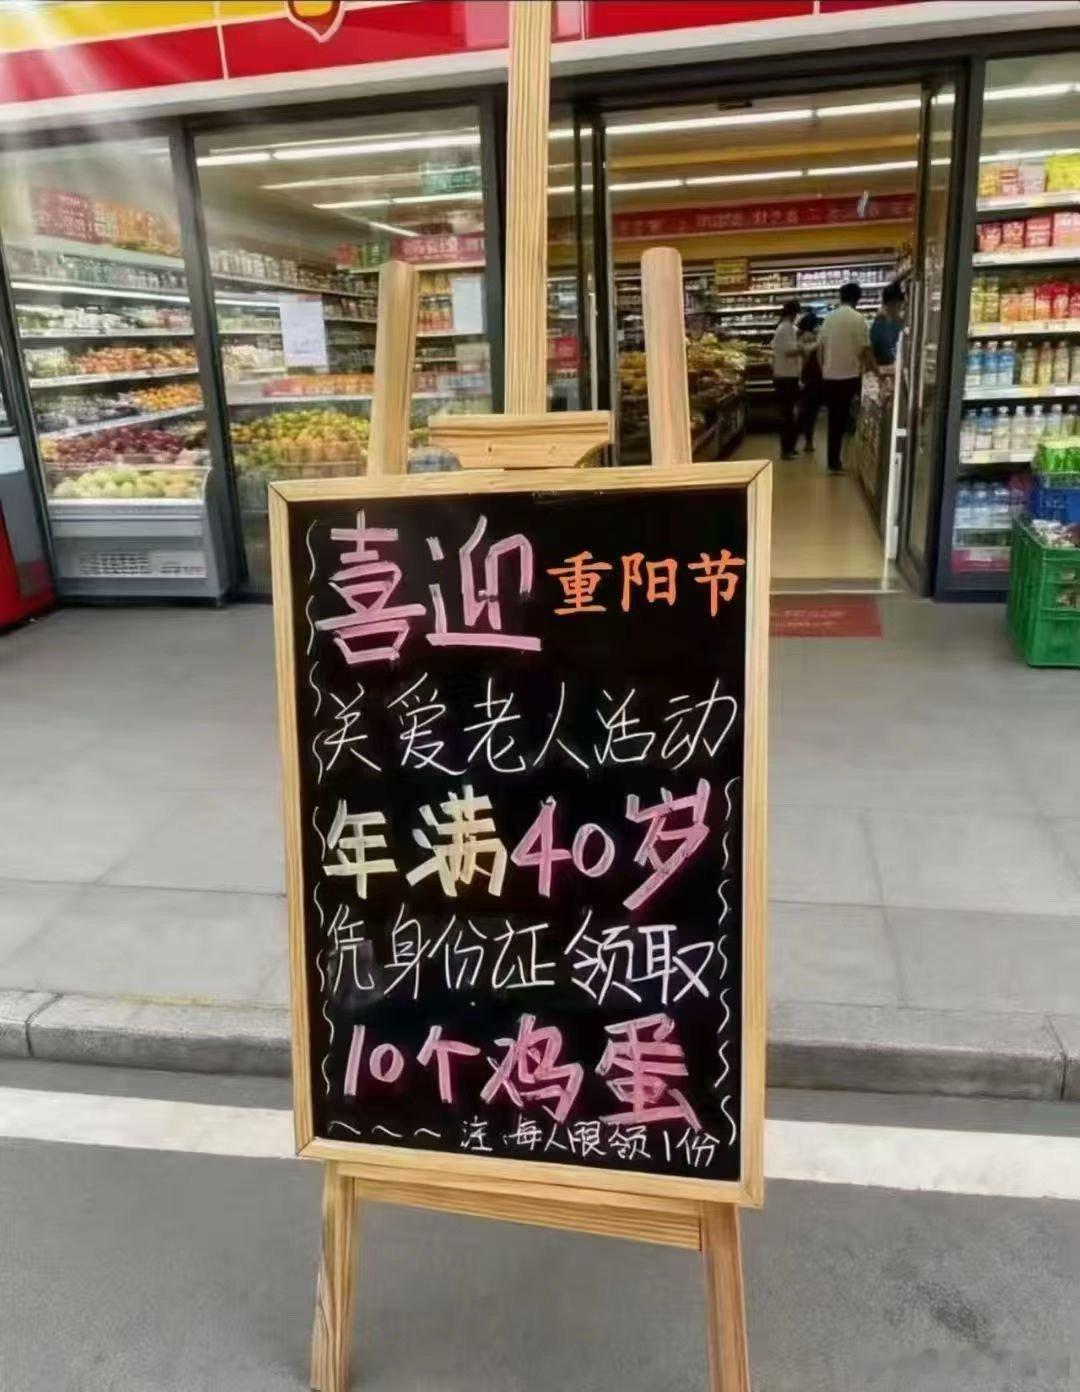 喜迎 重阳节
关爱老人活动
年满40岁
凭身份证领取
10个鸡蛋
~~~ 注:每人限领1份